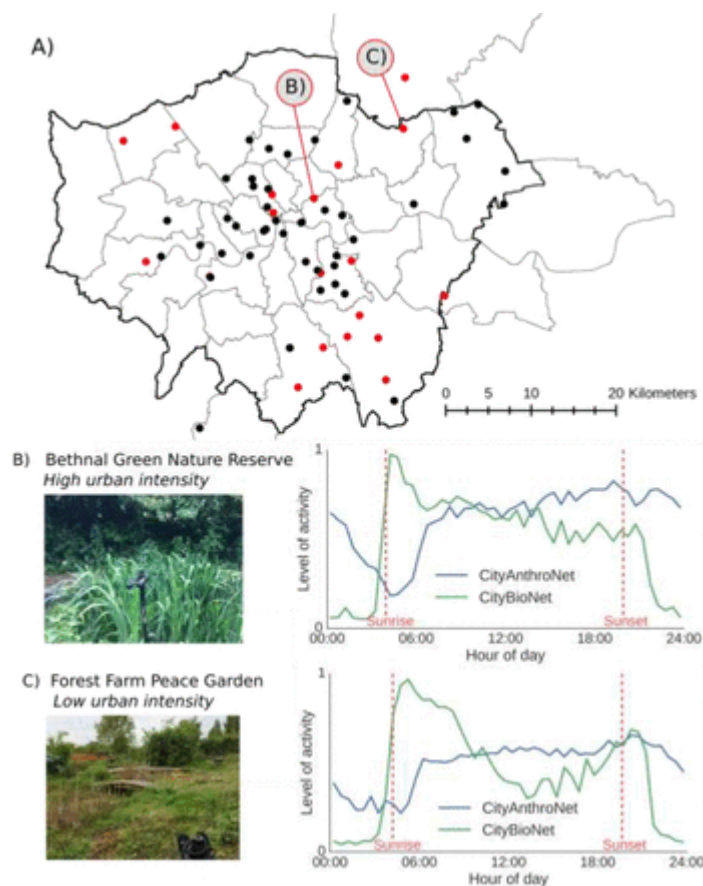 A)
B)
C)
0 5 10 20 Kilometers
B) Bethnal Green Nature Reserve
High urban intensity
1
Level of activity
CityAnthroNet
CityBioNet
0
Sunrise
Sunset
00:00 06:00 12:00 18:00 24:00
Hour of day
C) Forest Farm Peace Garden
Low urban intensity
1
Level of activity
CityAnthroNet
CityBioNet
0
Sunrise
Sunset
00:00 06:00 12:00 18:00 24:00
Hour of day